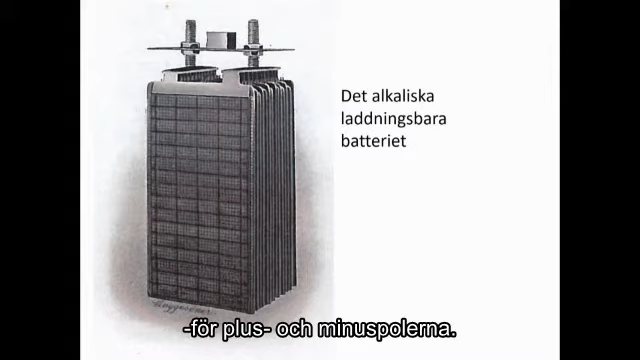 Det alkaliska
laddningsbara
batteriet
-för plus- och minuspolerna.